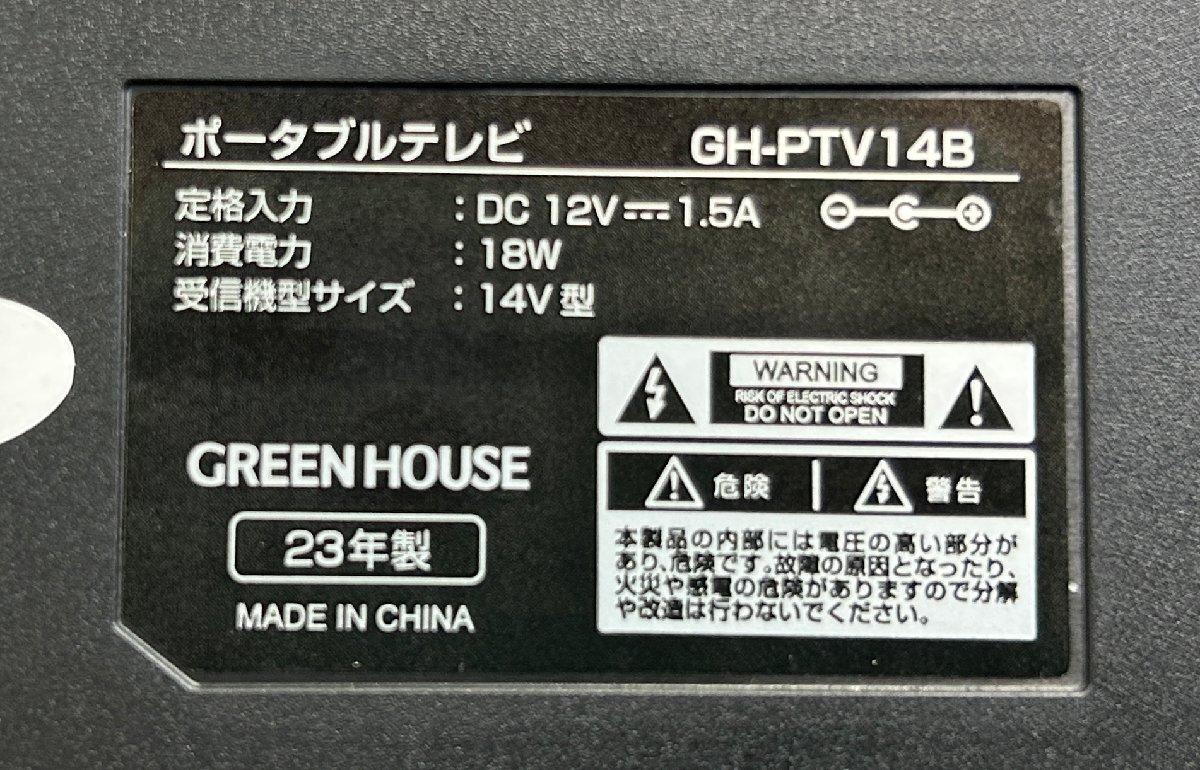 ポータブルテレビ GH-PTV14B
定格入力 : DC 12V⎓1.5A
消費電力 : 18W
受信機型サイズ : 14V型
WARNING
RISK OF ELECTRIC SHOCK
DO NOT OPEN
GREEN HOUSE
23年製
MADE IN CHINA
危険 警告
本製品の内部には電圧の高い部分が
あり、危険です。故障の原因となったり、
火災や感電の危険がありますので分解
や改造は行わないでください。